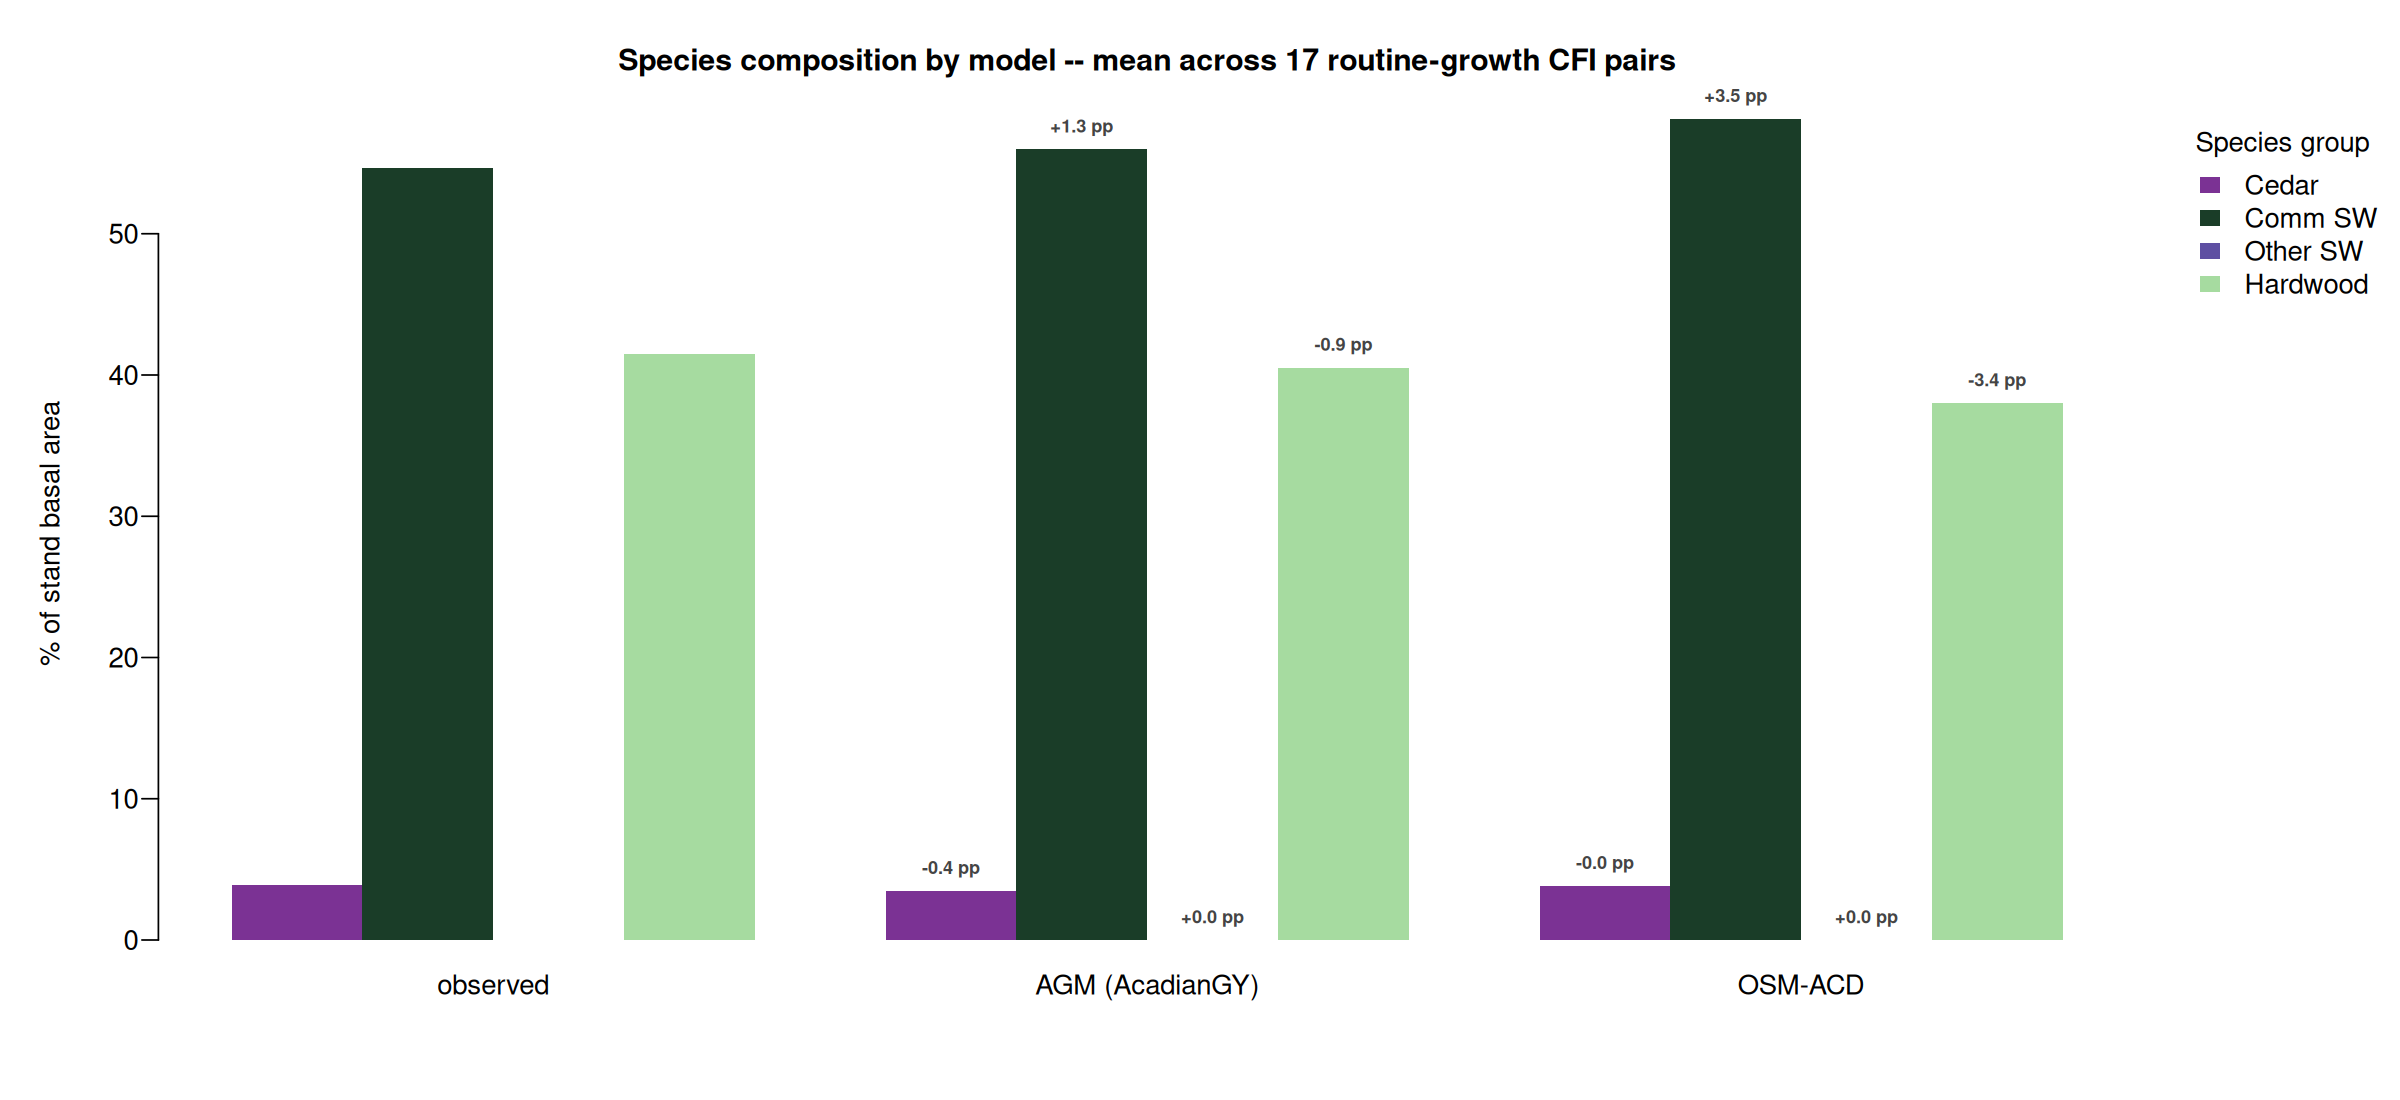 Species composition by model -- mean across 17 routine-growth CFI pairs
+3.5 pp
+1.3 pp
-0.9 pp
-3.4 pp
-0.4 pp
-0.0 pp
+0.0 pp
+0.0 pp
Species group
Cedar
Comm SW
Other SW
Hardwood
% of stand basal area
50
40
30
20
10
0
observed
AGM (AcadianGY)
OSM-ACD